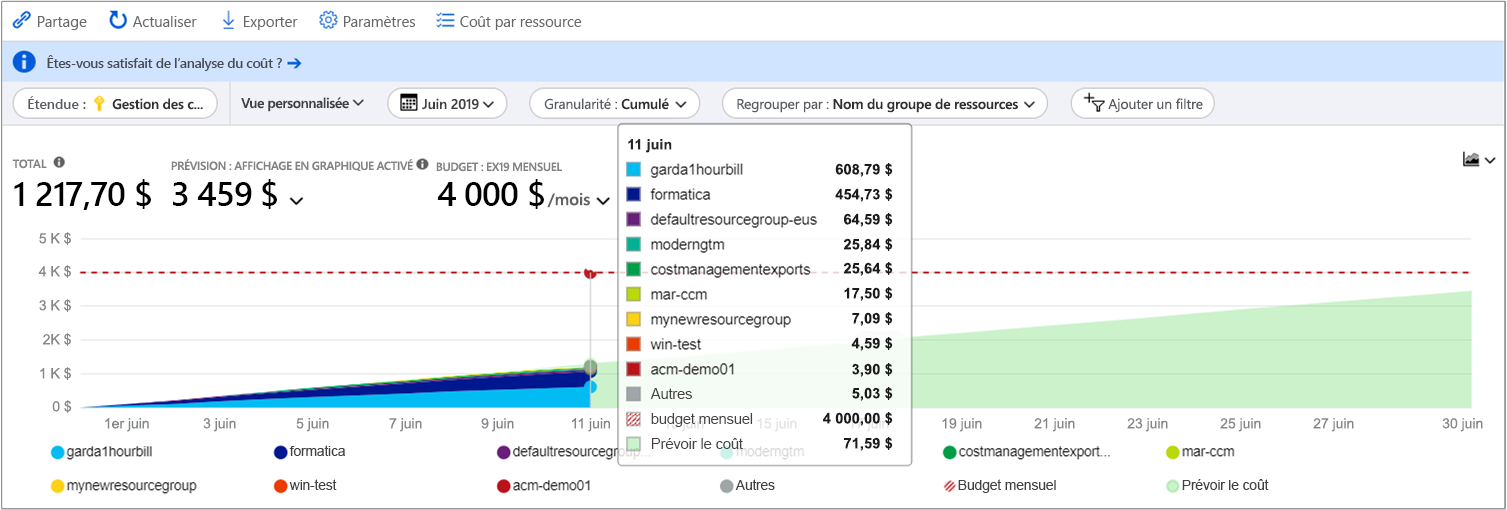 Partage Actualiser Exporter Paramètres Coût par ressource
Êtes-vous satisfait de l'analyse du coût ? →
Étendue : Gestion des c... Vue personnalisée Juin 2019 Granularité : Cumulé Regrouper par : Nom du groupe de ressources Ajouter un filtre
TOTAL PRÉVISION : AFFICHAGE EN GRAPHIQUE ACTIVÉ BUDGET : EX19 MENSUEL
1 217,70 $ 3 459 $ 4 000 $/mois
11 juin
garda1hourbill 608,79 $
formatica 454,73 $
defaultresourcegroup-eus 64,59 $
moderngtm 25,84 $
costmanagementexports 25,64 $
mar-ccm 17,50 $
mynewresourcegroup 7,09 $
win-test 4,59 $
acm-demo01 3,90 $
Autres 5,03 $
budget mensuel 4 000,00 $
Prévoir le coût 71,59 $
5 K $
4 K $
3 K $
2K $
1 K $
0 $
1er juin 3 juin 5 juin 7 juin 9 juin 11 juin 15 juin 19 juin 21 juin 23 juin 25 juin 27 juin 30 juin
garda1hourbill formatica defaultresourcegroup... moderngtm costmanagementexport... mar-ccm
mynewresourcegroup win-test acm-demo01 Autres Budget mensuel Prévoir le coût